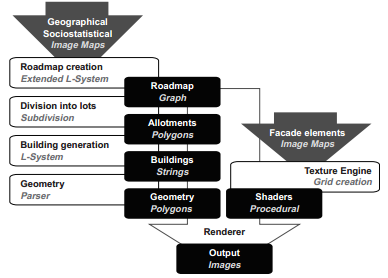 Geographical
Sociostatistical
Image Maps
Roadmap creation
Extended L-System
Roadmap
Graph
Division into lots
Subdivision
Allotments
Polygons
Facade elements
Image Maps
Building generation
L-System
Buildings
Strings
Texture Engine
Grid creation
Geometry
Parser
Geometry
Polygons
Shaders
Procedural
Renderer
Output
Images